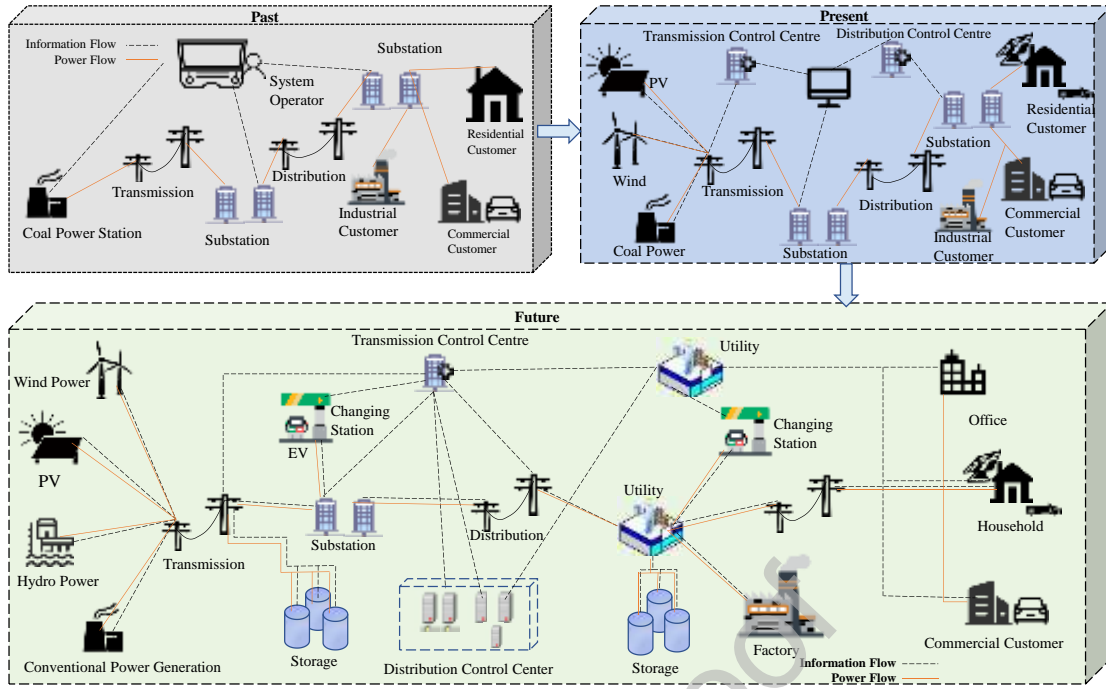 Past
Information Flow
Power Flow
System
Operator
Substation
Residential
Customer
Transmission
Distribution
Coal Power Station
Substation
Industrial
Customer
Commercial
Customer
Present
Transmission Control Centre
Distribution Control Centre
PV
Wind
Transmission
Coal Power
Substation
Distribution
Substation
Residential
Customer
Industrial
Customer
Commercial
Customer
Future
Transmission Control Centre
Utility
Wind Power
Changing
Station
EV
Changing
Station
Office
PV
Utility
Household
Hydro Power
Transmission
Substation
Distribution
Conventional Power Generation
Storage
Distribution Control Center
Storage
Factory
Commercial Customer
Information Flow
Power Flow